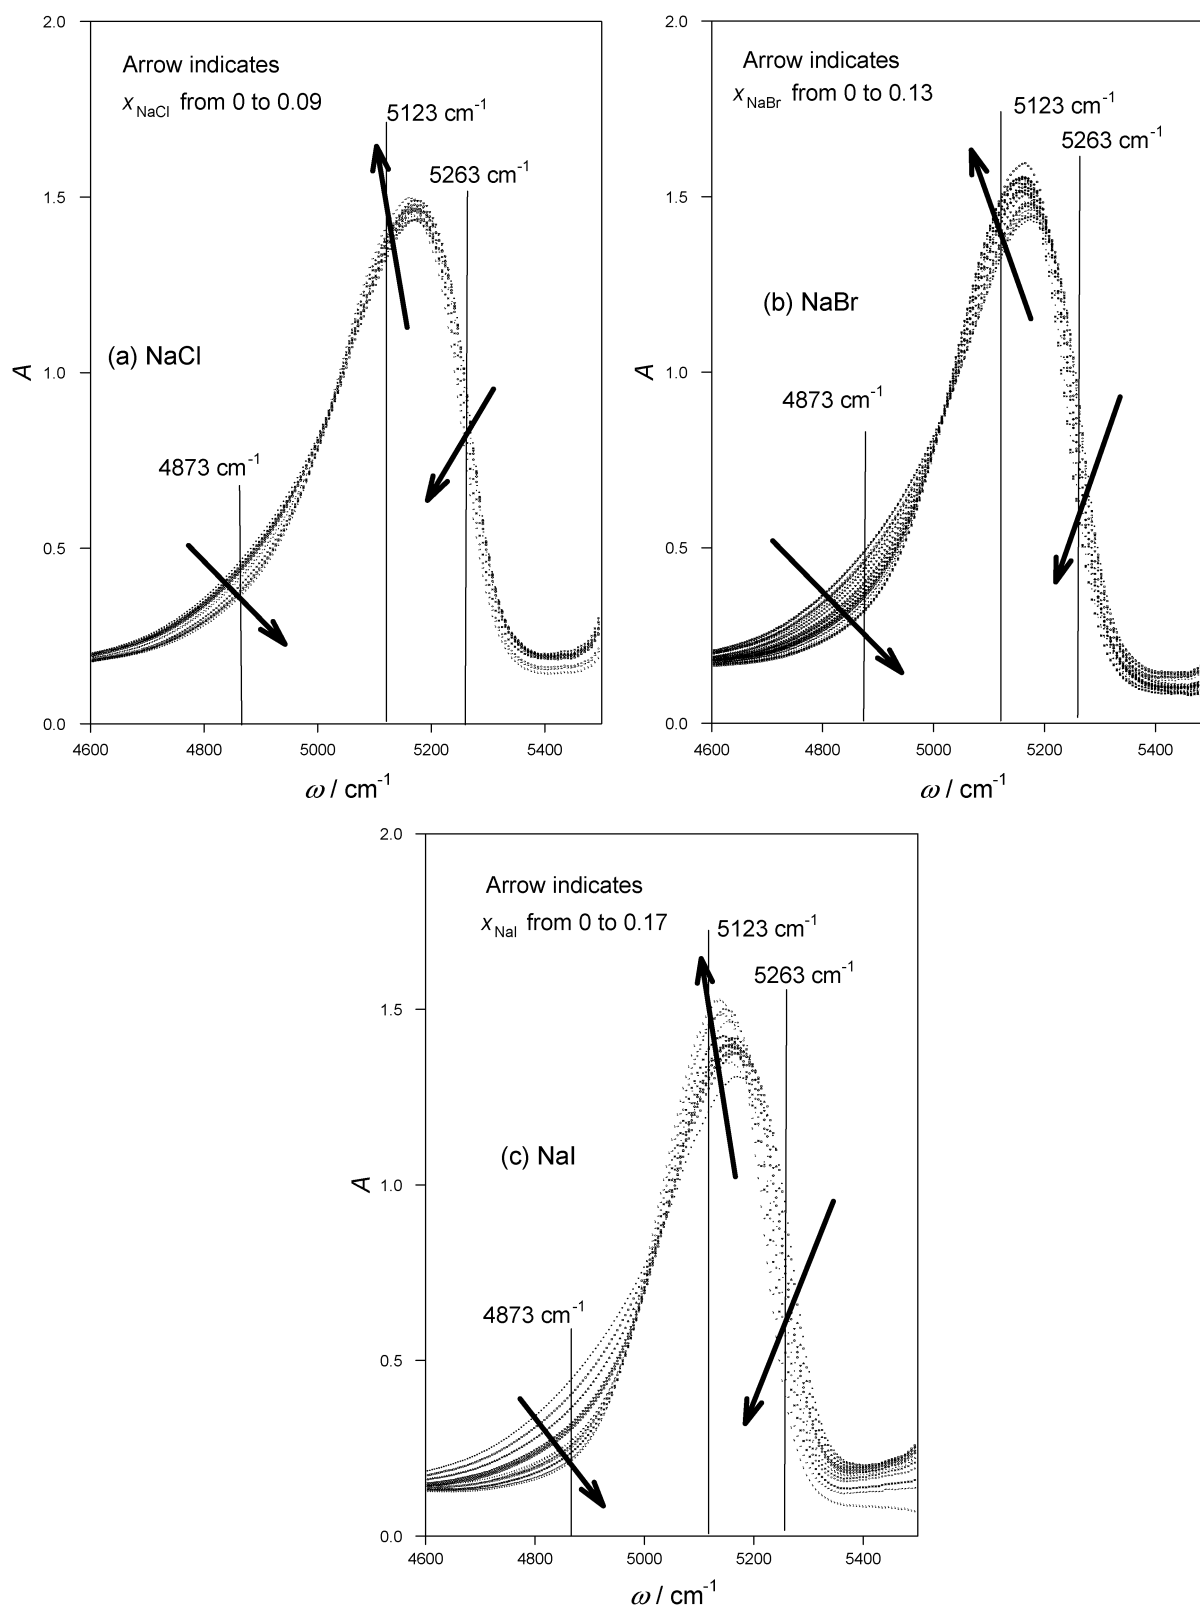 2.0
Arrow indicates
xNaCl from 0 to 0.09
5123 cm-1
5263 cm-1
1.5
(a) NaCl
1.0
A
4873 cm-1
0.5
0.0
4600 4800 5000 5200 5400
ω / cm-1
2.0
Arrow indicates
xNaBr from 0 to 0.13
5123 cm-1
5263 cm-1
1.5
(b) NaBr
1.0
A
4873 cm-1
0.5
0.0
4600 4800 5000 5200 5400
ω / cm-1
2.0
Arrow indicates
xNaI from 0 to 0.17
5123 cm-1
5263 cm-1
1.5
(c) NaI
1.0
A
4873 cm-1
0.5
0.0
4600 4800 5000 5200 5400
ω / cm-1